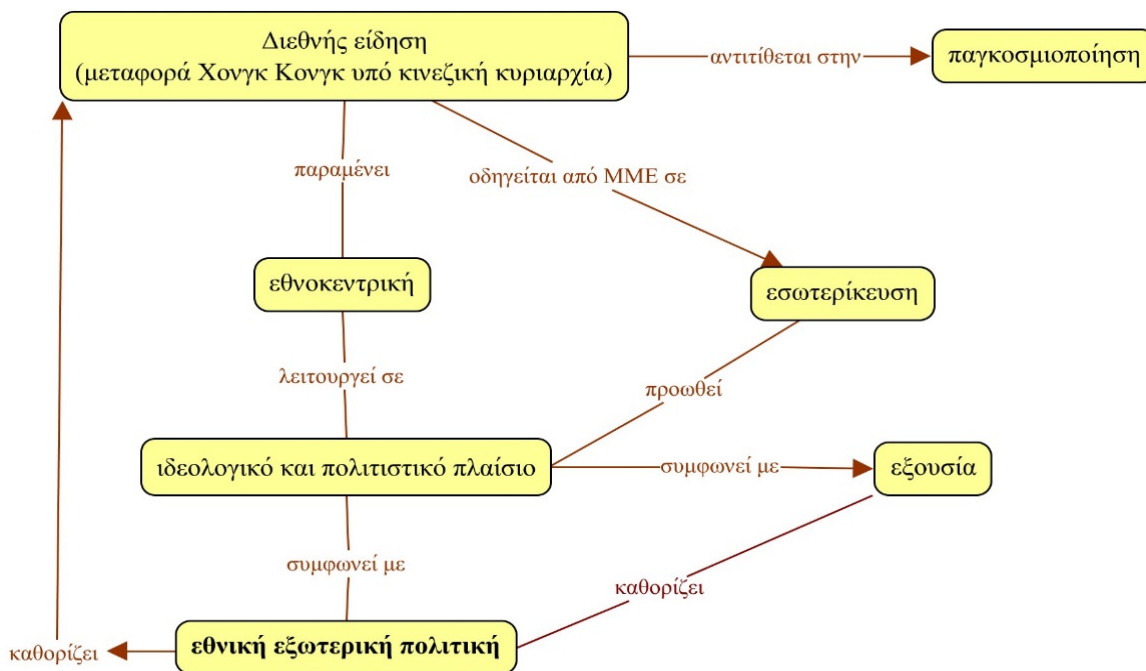 Διεθνής είδηση
(μεταφορά Χονγκ Κονγκ υπό κινεζική κυριαρχία)
αντιτίθεται στην
παγκοσμιοποίηση
παραμένει
οδηγείται από ΜΜΕ σε
εθνοκεντρική
εσωτερίκευση
λειτουργεί σε
προωθεί
ιδεολογικό και πολιτιστικό πλαίσιο
συμφωνεί με
εξουσία
συμφωνεί με
καθορίζει
καθορίζει
εθνική εξωτερική πολιτική